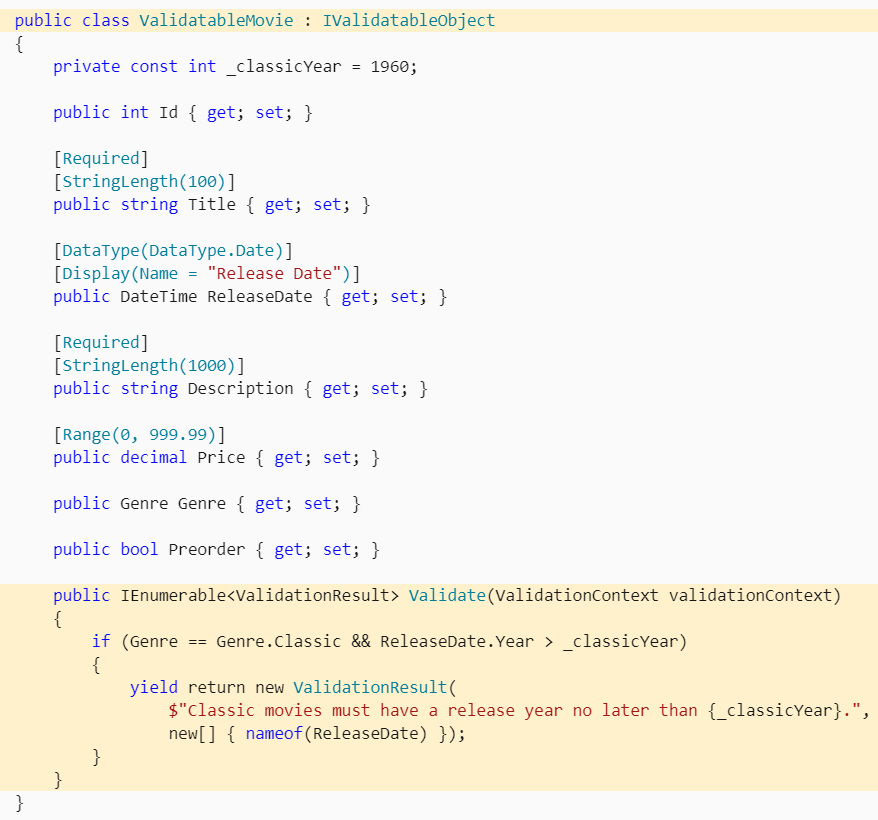 public class ValidatableMovie : IValidatableObject
{
    private const int _classicYear = 1960;

    public int Id { get; set; }

    [Required]
    [StringLength(100)]
    public string Title { get; set; }

    [DataType(DataType.Date)]
    [Display(Name = "Release Date")]
    public DateTime ReleaseDate { get; set; }

    [Required]
    [StringLength(1000)]
    public string Description { get; set; }

    [Range(0, 999.99)]
    public decimal Price { get; set; }

    public Genre Genre { get; set; }

    public bool Preorder { get; set; }

    public IEnumerable<ValidationResult> Validate(ValidationContext validationContext)
    {
        if (Genre == Genre.Classic && ReleaseDate.Year > _classicYear)
        {
            yield return new ValidationResult(
                $"Classic movies must have a release year no later than {_classicYear}.",
                new[] { nameof(ReleaseDate) });
        }
    }
}